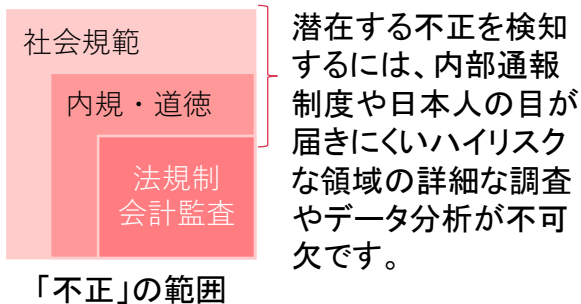 社会規範
内規・道徳
法規制
会計監査
「不正」の範囲
潜在する不正を検知
するには、内部通報
制度や日本人の目が
届きにくいハイリスク
な領域の詳細な調査
やデータ分析が不可
欠です。